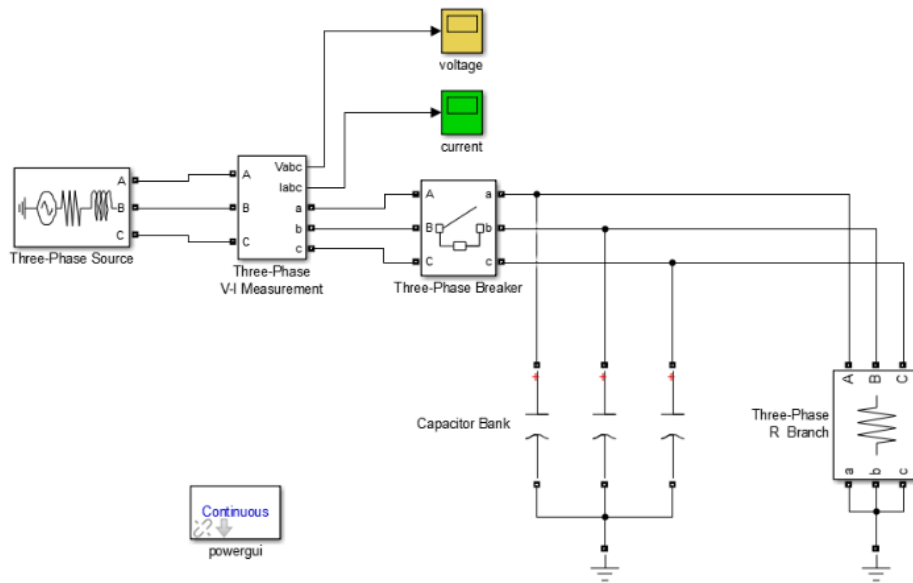 voltage
current
A
B
C
Three-Phase Source
A
B
C
Vabc
Iabc
a
b
c
Three-Phase
V-I Measurement
A
B
C
a
b
c
Three-Phase Breaker
+
+
+
Capacitor Bank
A B C
Three-Phase
R Branch
a b c
Continuous
powergui